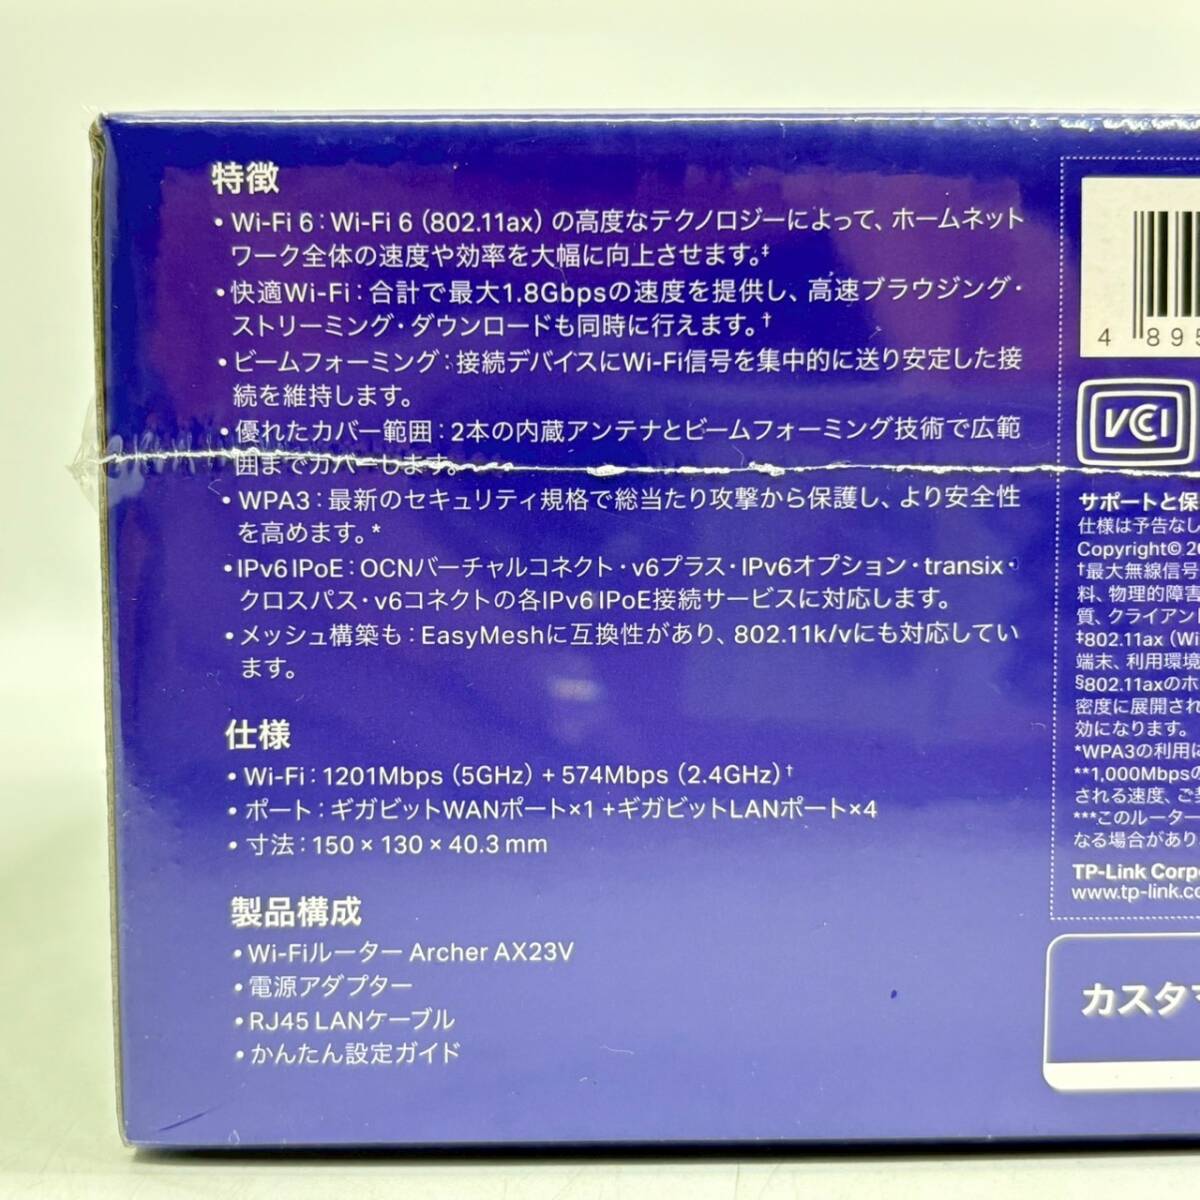 特徴
• Wi-Fi 6 : Wi-Fi 6 (802.11ax) の高度なテクノロジーによって、ホームネット
ワーク全体の速度や効率を大幅に向上させます。‡
• 快適Wi-Fi : 合計で最大1.8Gbpsの速度を提供し、高速ブラウジング・
ストリーミング・ダウンロードも同時に行えます。†
• ビームフォーミング : 接続デバイスにWi-Fi信号を集中的に送り安定した接
続を維持します。
• 優れたカバー範囲 : 2本の内蔵アンテナとビームフォーミング技術で広範
囲までカバーします。
• WPA3 : 最新のセキュリティ規格で総当たり攻撃から保護し、より安全性
を高めます。*
• IPv6 IPoE : OCNバーチャルコネクト・v6プラス・IPv6オプション・transix・
クロスパス・v6コネクトの各IPv6 IPoE接続サービスに対応します。
• メッシュ構築も : EasyMeshに互換性があり、802.11k/vにも対応してい
ます。
仕様
• Wi-Fi : 1201Mbps (5GHz) + 574Mbps (2.4GHz)†
• ポート : ギガビットWANポート×1 +ギガビットLANポート×4
• 寸法 : 150 × 130 × 40.3 mm
製品構成
• Wi-Fiルーター Archer AX23V
• 電源アダプター
• RJ45 LANケーブル
• かんたん設定ガイド
4 895
VCCI
サポートと保
仕様は予告なし
Copyright© 20
†最大無線信号
料、物理的障害
質、クライアント
‡802.11ax (Wi
端末、利用環境
§802.11axのホ
密度に展開され
効になります。
*WPA3の利用に
**1,000Mbpsの
される速度、ご
***このルーター
なる場合があり
TP-Link Corpo
www.tp-link.co
カスタマ